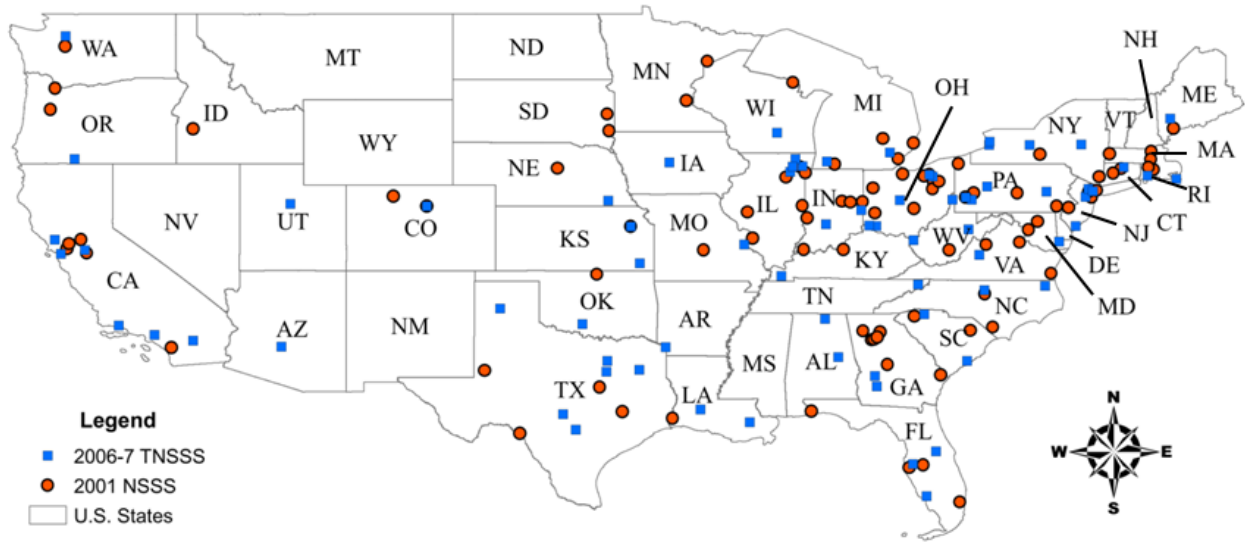 NH
WA
MT
ND
MN
OH
ME
VT
OR
ID
SD
WI
MI
NY
MA
WY
NE
IA
PA
RI
NV
UT
CO
IL
IN
CT
KS
MO
WV
NJ
CA
KY
VA
DE
OK
TN
NC
MD
AZ
NM
AR
SC
MS
AL
GA
TX
LA
FL
N
W
E
S
Legend
2006-7 TNSSS
2001 NSSS
U.S. States